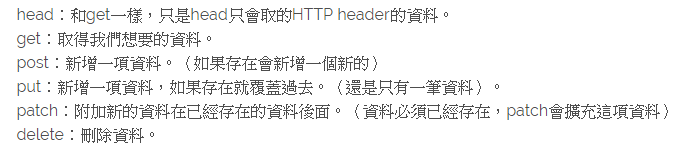 head：和get一樣，只是head只會取的HTTP header的資料。
get：取得我們想要的資料。
post：新增一項資料。（如果存在會新增一個新的）
put：新增一項資料，如果存在就覆蓋過去。（還是只有一筆資料）。
patch：附加新的資料在已經存在的資料後面。（資料必須已經存在，patch會擴充這項資料）
delete：刪除資料。